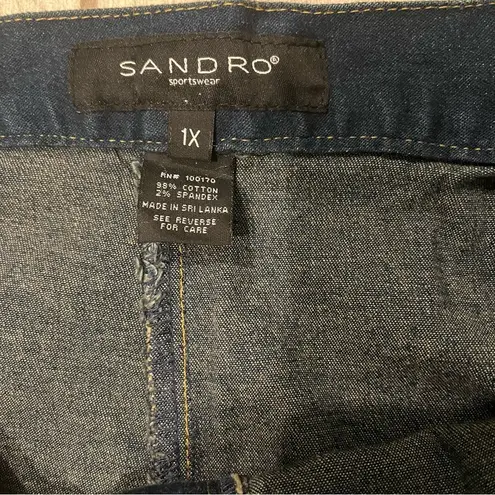 SANDRO®
sportswear
1X
RN# 100170
98% COTTON
2% SPANDEX
MADE IN SRI LANKA
SEE REVERSE
FOR CARE